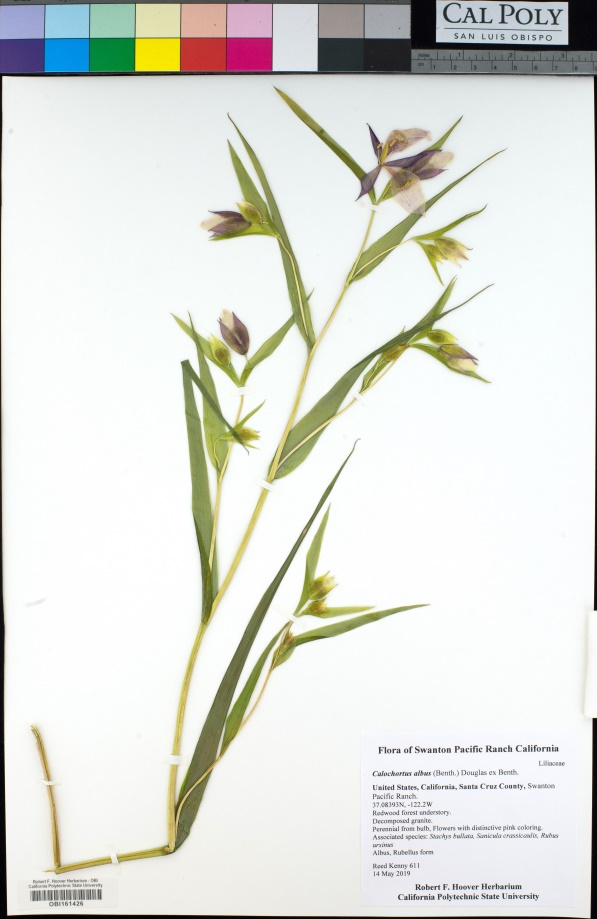 CAL POLY
SAN LUIS OBISPO
Flora of Swanton Pacific Ranch California
Liliaceae
Calochortus albus (Benth.) Douglas ex Benth.
United States, California, Santa Cruz County, Swanton
Pacific Ranch.
37.08393N, -122.2W
Redwood forest understory.
Decomposed granite.
Perennial from bulb, Flowers with distinctive pink coloring.
Associated species: Stachys bullata, Sanicula crassicaulis, Rubus
ursinus
Albus, Rubellus form
Reed Kenny 611
14 May 2019
Robert F. Hoover Herbarium
California Polytechnic State University
Robert F. Hoover Herbarium - OBI
California Polytechnic State University
OBI161426